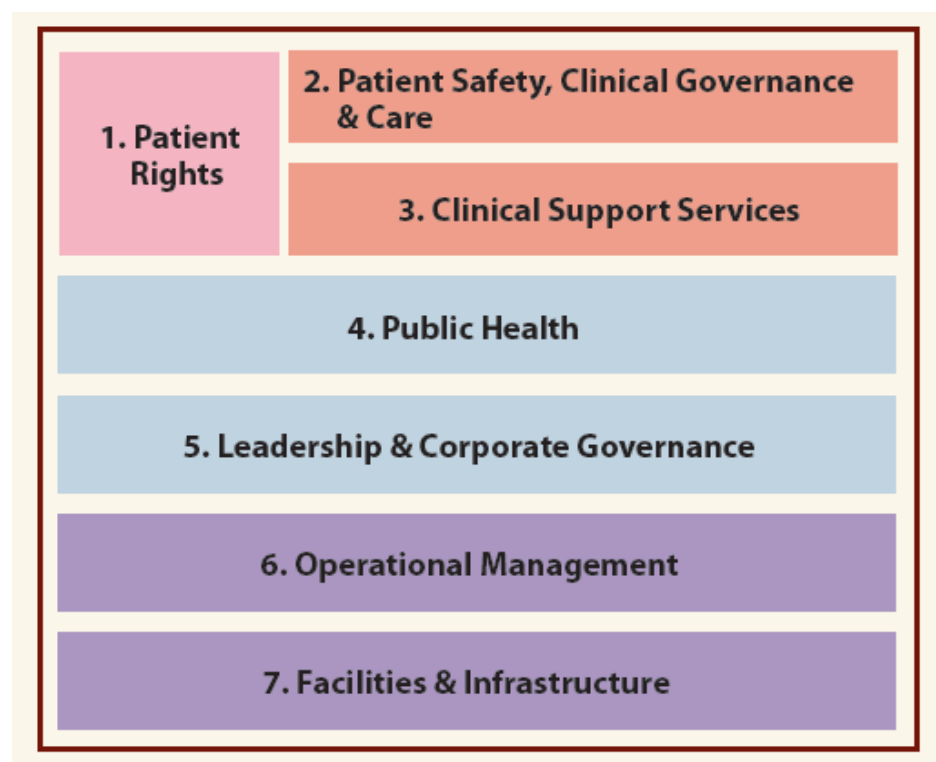 1. Patient
Rights
2. Patient Safety, Clinical Governance
& Care
3. Clinical Support Services
4. Public Health
5. Leadership & Corporate Governance
6. Operational Management
7. Facilities & Infrastructure